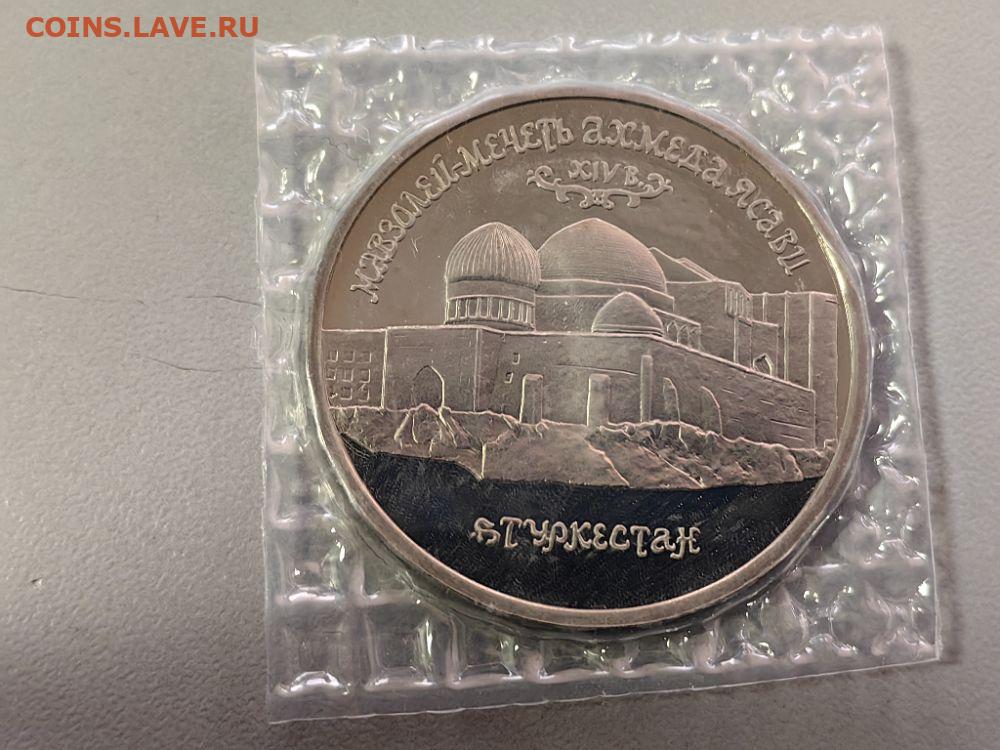 COINS.LAVE.RU
МАВЗОЛЕЙ-МЕЧЕТЬ АХМЕДА ЯСАВИ
XIV В.
Г. ТУРКЕСТАН